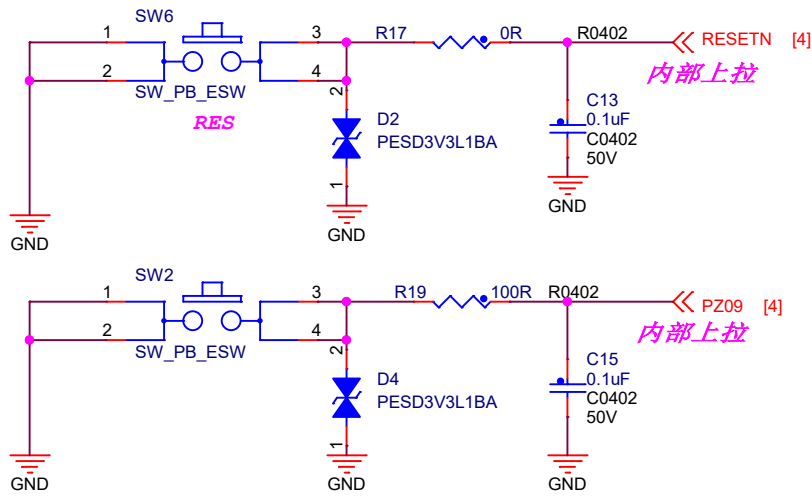 SW6
1
3
R17
0R
R0402
RESETN [4]
2
4
内部上拉
SW_PB_ESW
RES
2
D2
PESD3V3L1BA
1
C13
0.1uF
C0402
50V
GND
GND
GND
SW2
1
3
R19
100R
R0402
PZ09 [4]
2
4
内部上拉
SW_PB_ESW
2
D4
PESD3V3L1BA
1
C15
0.1uF
C0402
50V
GND
GND
GND